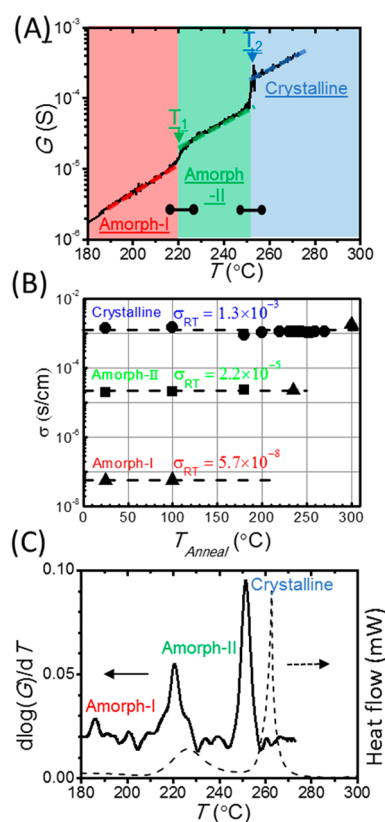 (A)
10⁻³
10⁻⁴
10⁻⁵
10⁻⁶
G (S)
T₁
T₂
Crystalline
Amorph
-II
Amorph-I
180 200 220 240 260 280 300
T (°C)
(B)
10⁻²
10⁻⁴
10⁻⁶
10⁻⁸
σ (s/cm)
Crystalline σRT = 1.3×10⁻³
Amorph-II σRT = 2.2×10⁻⁵
Amorph-I σRT = 5.7×10⁻⁸
0 50 100 150 200 250 300
TAnneal (°C)
(C)
0.10
0.05
0.00
dlog(G)/dT
Crystalline
Amorph-II
Amorph-I
Heat flow (mW)
180 200 220 240 260 280 300
T (°C)